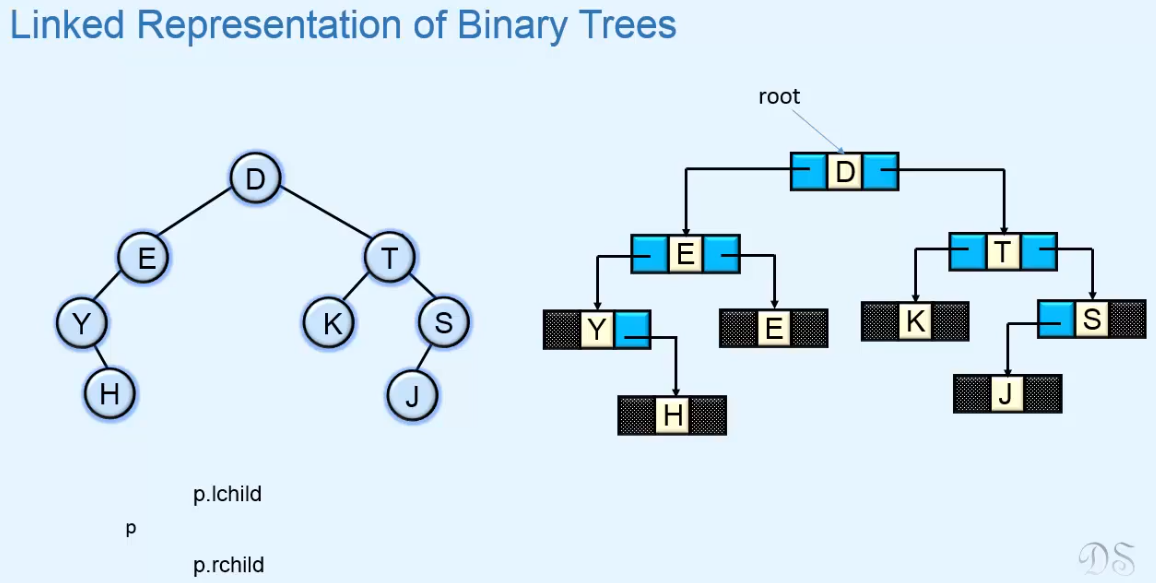 Linked Representation of Binary Trees
root
D
D
E
T
E
T
Y
K
S
Y
E
K
S
H
J
H
J
p.lchild
p
p.rchild
DS